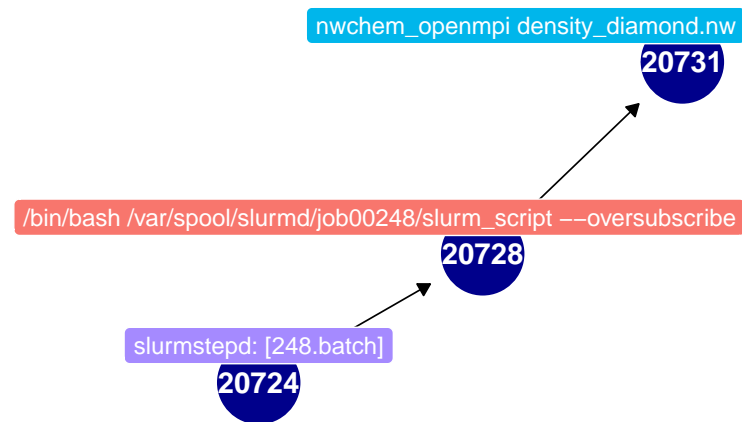 nwchem_openmpi density_diamond.nw
20731
/bin/bash /var/spool/slurmd/job00248/slurm_script −−oversubscribe
20728
slurmstepd: [248.batch]
20724